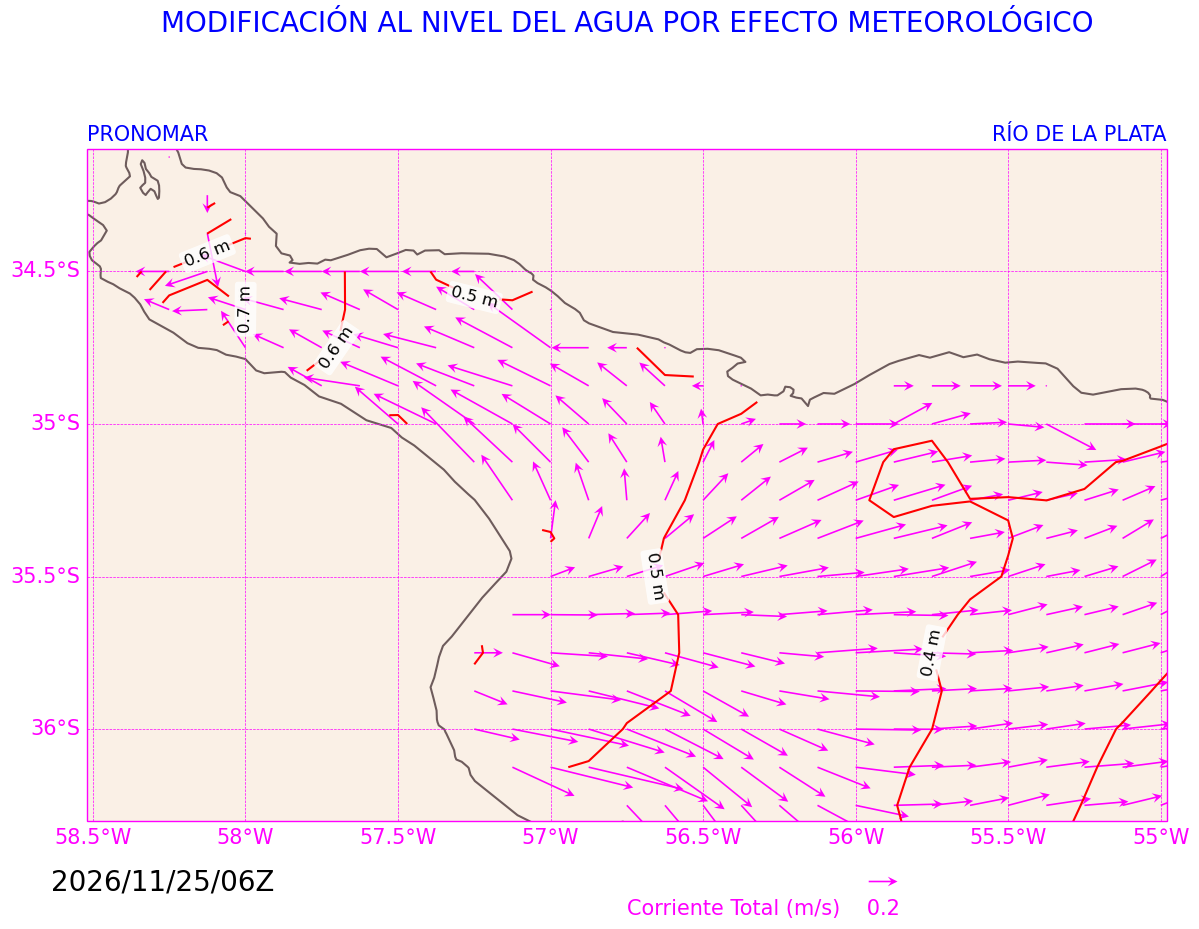 MODIFICACIÓN AL NIVEL DEL AGUA POR EFECTO METEOROLÓGICO
PRONOMAR RÍO DE LA PLATA
0.6 m
34.5°S
0.7 m
0.5 m
0.6 m
35°S
35.5°S
0.5 m
0.4 m
36°S
58.5°W 58°W 57.5°W 57°W 56.5°W 56°W 55.5°W 55°W
2026/11/25/06Z
Corriente Total (m/s) 0.2